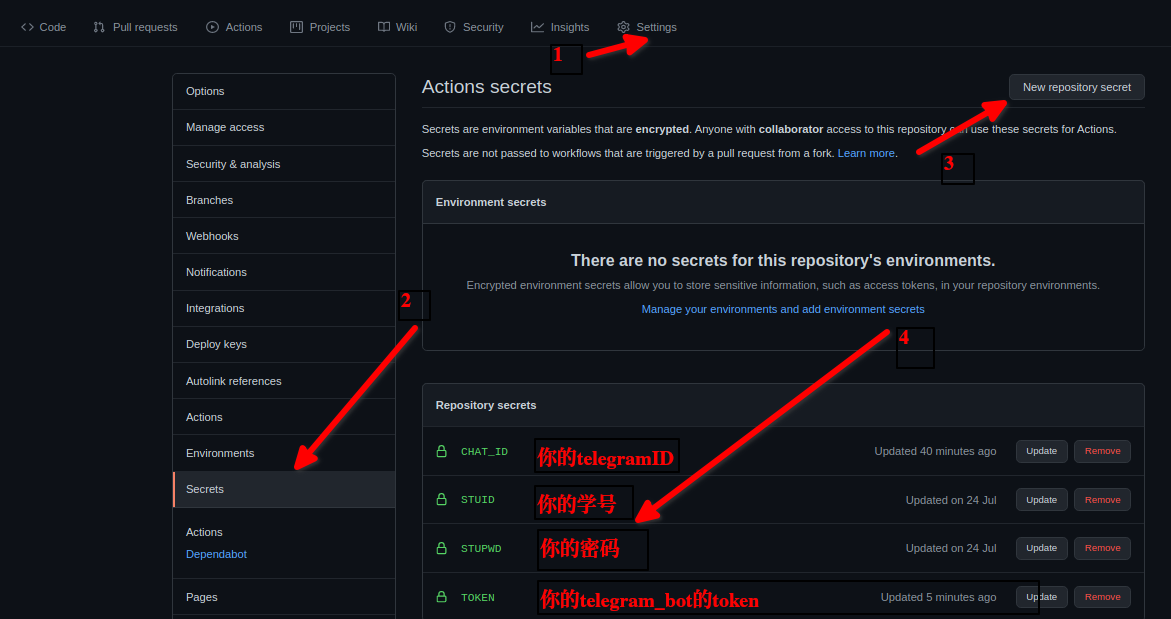 Code Pull requests Actions Projects Wiki Security Insights Settings
1
Options
Manage access
Security & analysis
Branches
Webhooks
Notifications
Integrations
Deploy keys
Autolink references
Actions
Environments
Secrets
Actions
Dependabot
Pages
2
Actions secrets
New repository secret
Secrets are environment variables that are encrypted. Anyone with collaborator access to this repository can use these secrets for Actions.
Secrets are not passed to workflows that are triggered by a pull request from a fork. Learn more.
3
Environment secrets
There are no secrets for this repository's environments.
Encrypted environment secrets allow you to store sensitive information, such as access tokens, in your repository environments.
Manage your environments and add environment secrets
4
Repository secrets
CHAT_ID 你的telegramID Updated 40 minutes ago Update Remove
STUID 你的学号 Updated on 24 Jul Update Remove
STUPWD 你的密码 Updated on 24 Jul Update Remove
TOKEN 你的telegram_bot的token Updated 5 minutes ago Update Remove